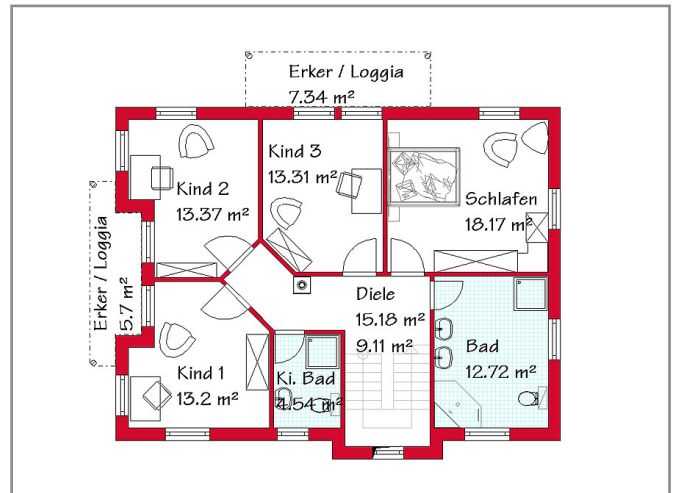 Erker / Loggia
7.34 m²
Kind 3
13.31 m²
Kind 2
13.37 m²
Schlafen
18.17 m²
Erker / Loggia
5.7 m²
Diele
15.18 m²
9.11 m²
Bad
12.72 m²
Kind 1
13.2 m²
Ki. Bad
4.54 m²